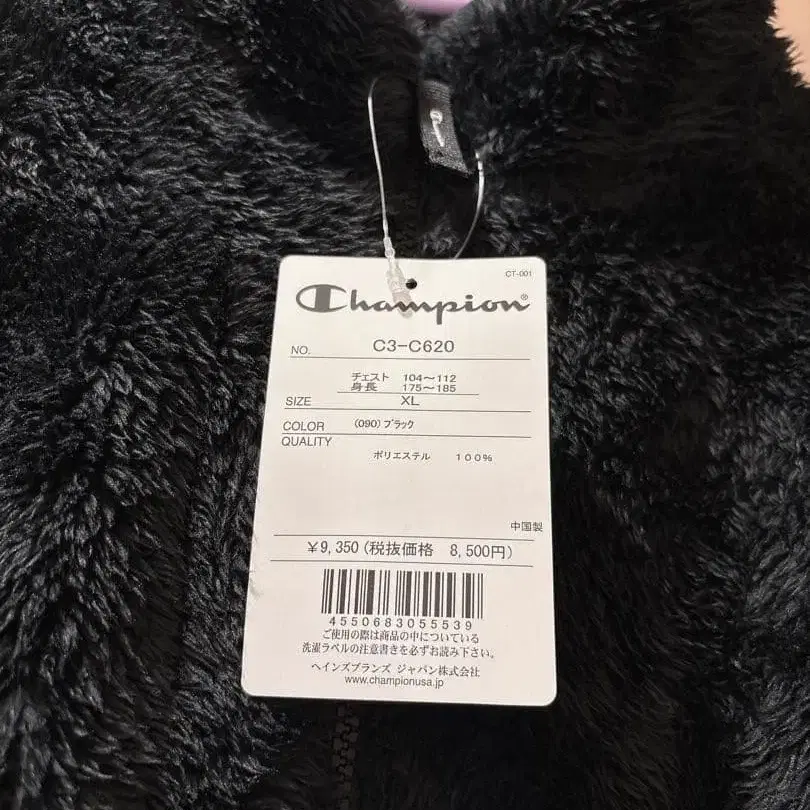 CT-001
Champion®
NO. C3-C620
チェスト 104～112
身長 175～185
SIZE XL
COLOR (090) ブラック
QUALITY
ポリエステル 100%
中国製
¥9,350(税抜価格 8,500円)
4550683055539
ご使用の際は商品の中についている
洗濯ラベルの注意書きを必ずお読み下さい。
ヘインズブランズ ジャパン株式会社
www.championusa.jp